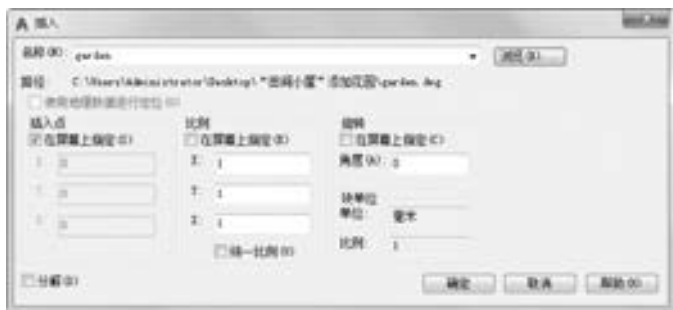 A 插入
名称(N): garden
浏览(B)...
路径: C:\Users\Administrator\Desktop\"田间小屋"添加花园\garden.dwg
使用地理数据进行定位(G)
插入点
在屏幕上指定(S)
X: 0
Y: 0
Z: 0
比例
在屏幕上指定(E)
X: 1
Y: 1
Z: 1
统一比例(U)
旋转
在屏幕上指定(C)
角度(A): 0
块单位
单位: 毫米
比例: 1
分解(D)
确定
取消
帮助(H)